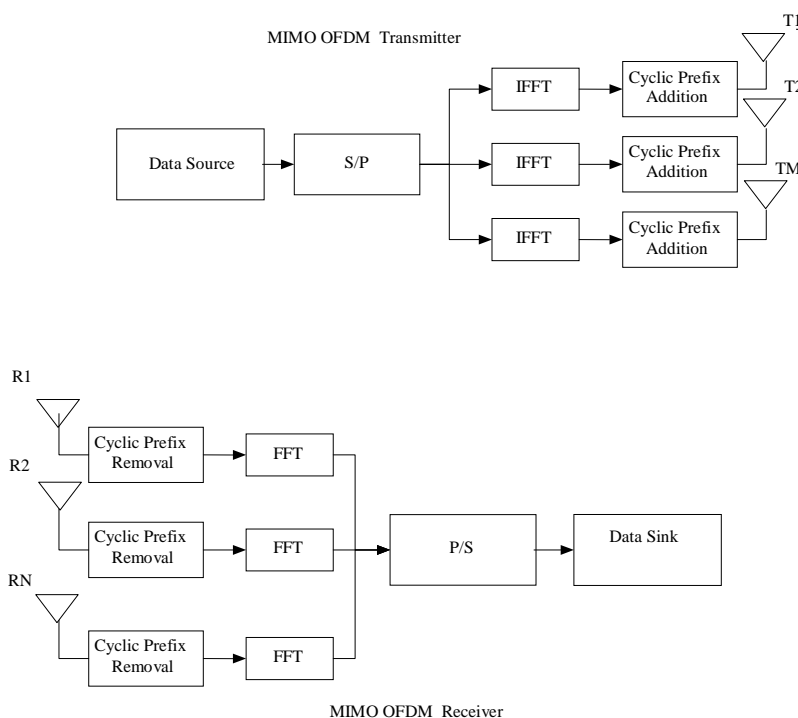 MIMO OFDM Transmitter
T1
IFFT
Cyclic Prefix
Addition
T2
Data Source
S/P
IFFT
Cyclic Prefix
Addition
TM
IFFT
Cyclic Prefix
Addition
R1
Cyclic Prefix
Removal
FFT
R2
Cyclic Prefix
Removal
FFT
P/S
Data Sink
RN
Cyclic Prefix
Removal
FFT
MIMO OFDM Receiver